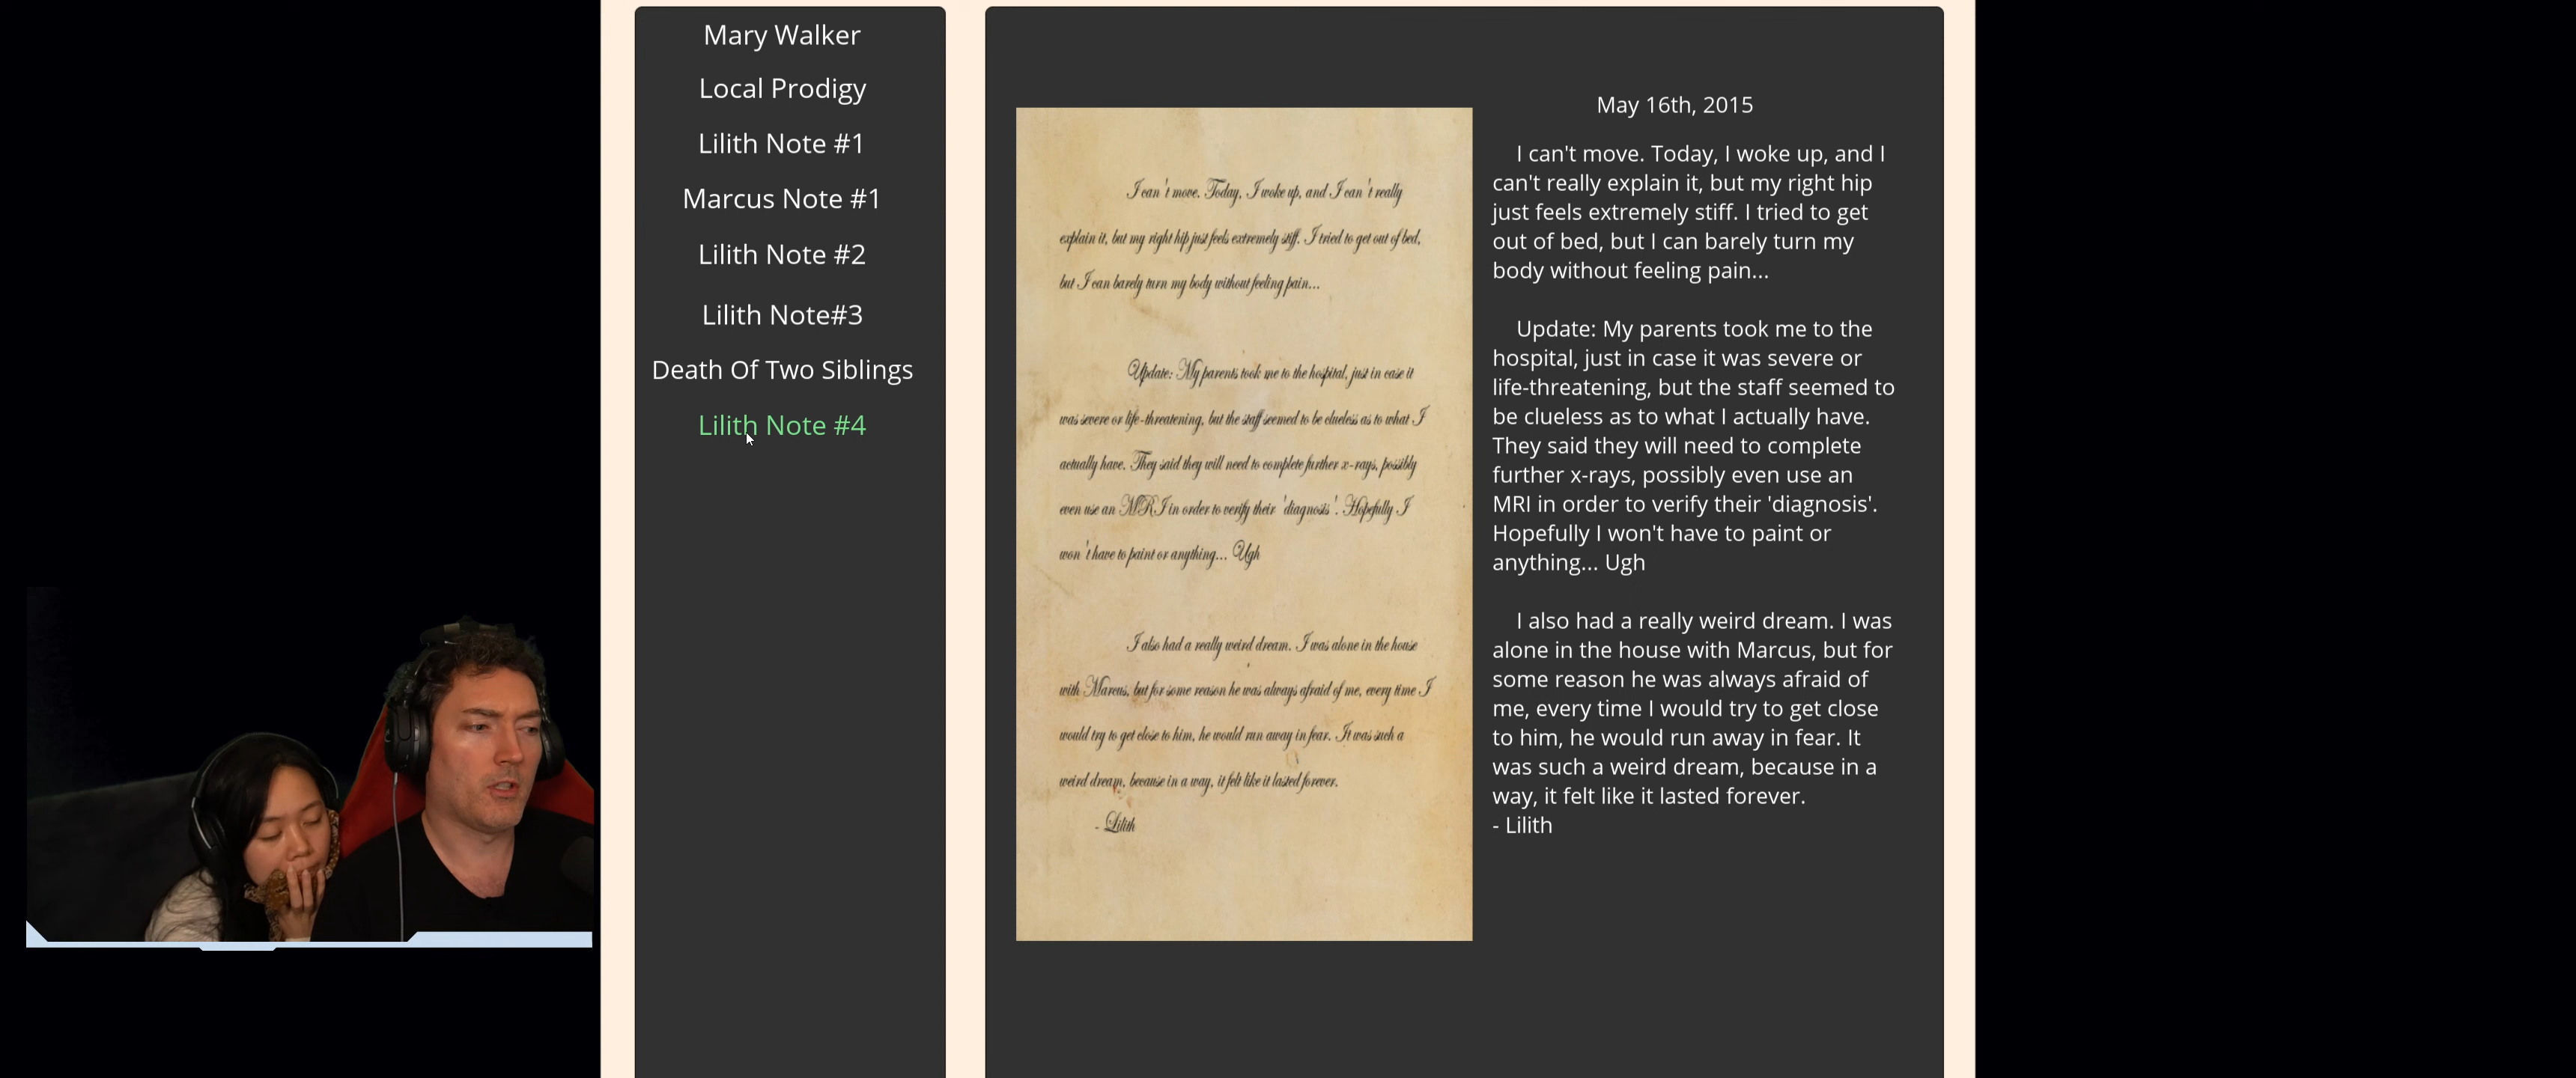 Mary Walker
Local Prodigy
Lilith Note #1
Marcus Note #1
Lilith Note #2
Lilith Note#3
Death Of Two Siblings
Lilith Note #4
I can't move. Today, I woke up, and I can't really
explain it, but my right hip just feels extremely stiff. I tried to get out of bed,
but I can barely turn my body without feeling pain...
Update: My parents took me to the hospital, just in case it
was severe or life-threatening, but the staff seemed to be clueless as to what I
actually have. They said they will need to complete further x-rays, possibly
even use an MRI in order to verify their 'diagnosis'. Hopefully I
won't have to paint or anything... Ugh
I also had a really weird dream. I was alone in the house
with Marcus, but for some reason he was always afraid of me, every time I
would try to get close to him, he would run away in fear. It was such a
weird dream, because in a way, it felt like it lasted forever.
- Lilith
May 16th, 2015
I can't move. Today, I woke up, and I
can't really explain it, but my right hip
just feels extremely stiff. I tried to get
out of bed, but I can barely turn my
body without feeling pain...
Update: My parents took me to the
hospital, just in case it was severe or
life-threatening, but the staff seemed to
be clueless as to what I actually have.
They said they will need to complete
further x-rays, possibly even use an
MRI in order to verify their 'diagnosis'.
Hopefully I won't have to paint or
anything... Ugh
I also had a really weird dream. I was
alone in the house with Marcus, but for
some reason he was always afraid of
me, every time I would try to get close
to him, he would run away in fear. It
was such a weird dream, because in a
way, it felt like it lasted forever.
- Lilith